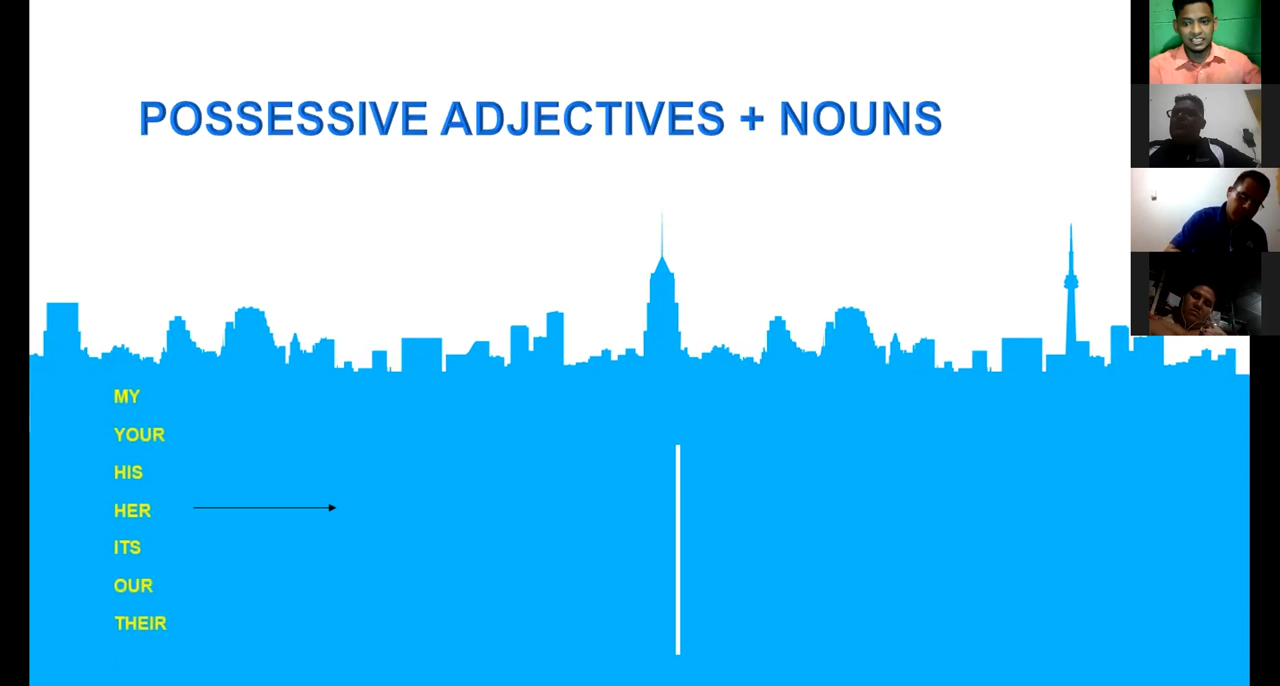 POSSESSIVE ADJECTIVES + NOUNS
MY
YOUR
HIS
HER
ITS
OUR
THEIR